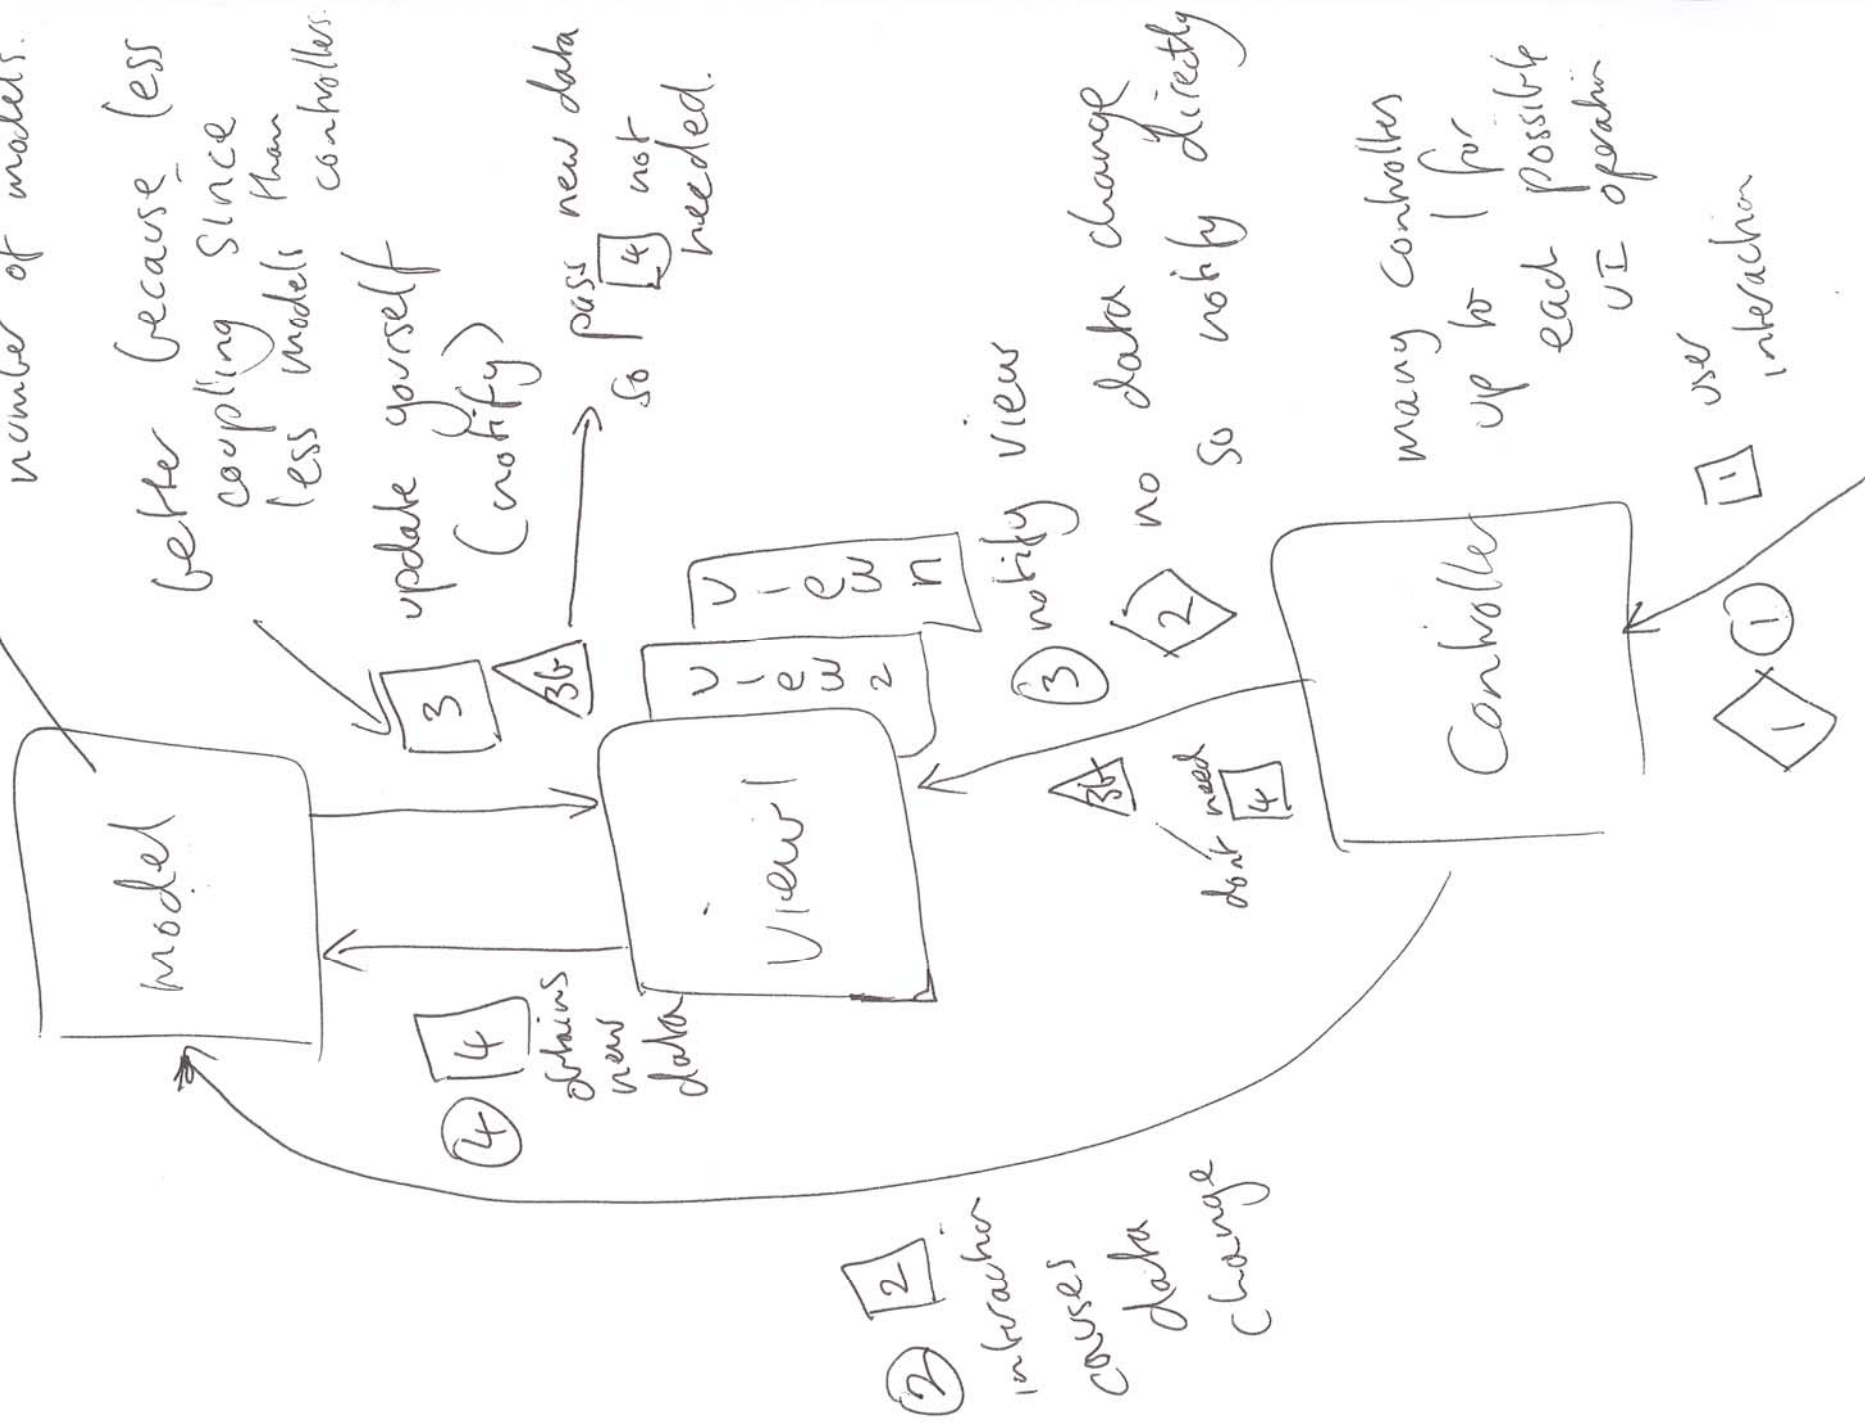 number of models.
better because less
coupling since
less models than
controllers.
model
3
update yourself
(notify)
3b
so pass new data
so 4 not
needed.
4
4
obtains
new
data
View 1
View 2
View n
3
notify view
2
no data change
so notify directly
3b
dont need
4
2
2
interaction
causes
data
change
Controller
many controllers
up to 1 for
each possible
UI operation
1
user
interaction
1
1